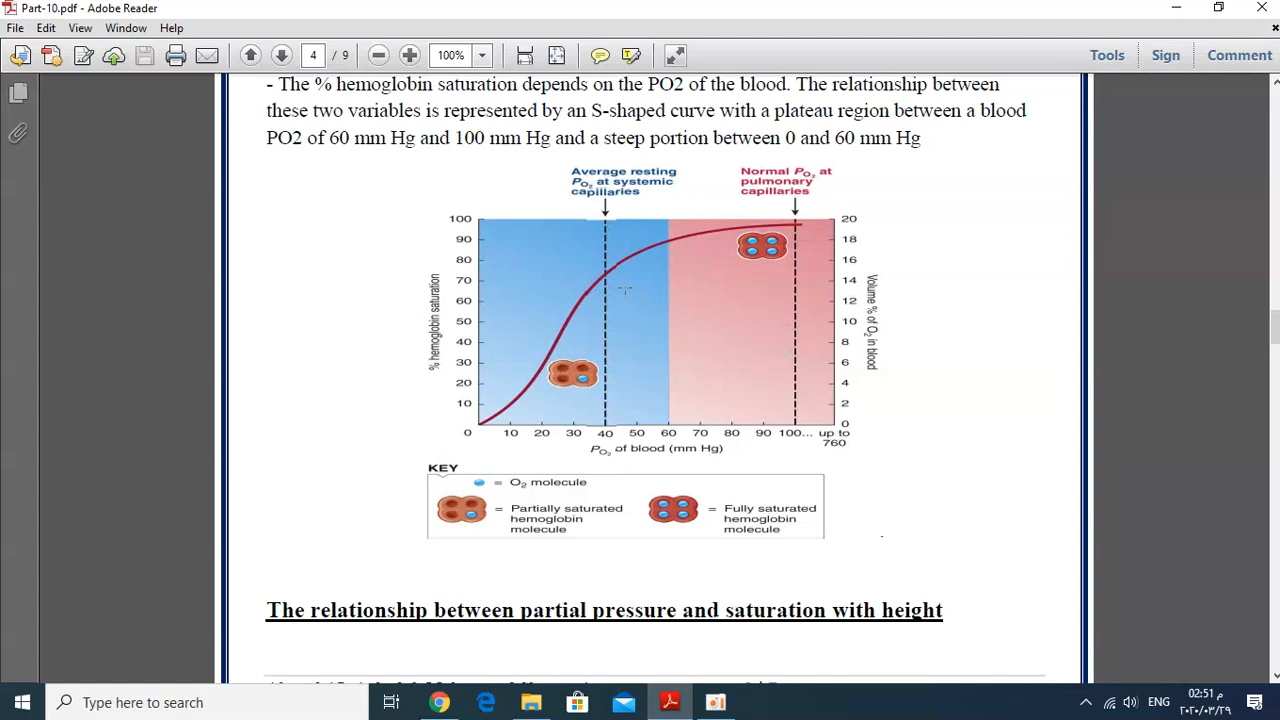 Part-10.pdf - Adobe Reader
File Edit View Window Help
4 / 9 100% Tools Sign Comment
- The % hemoglobin saturation depends on the PO2 of the blood. The relationship between
these two variables is represented by an S-shaped curve with a plateau region between a blood
PO2 of 60 mm Hg and 100 mm Hg and a steep portion between 0 and 60 mm Hg
Average resting
PO2 at systemic
capillaries
Normal PO2 at
pulmonary
capillaries
100
90
80
70
60
50
40
30
20
10
0
% hemoglobin saturation
20
18
16
14
12
10
8
6
4
2
0
Volume % of O2 in blood
10 20 30 40 50 60 70 80 90 100... up to
760
PO2 of blood (mm Hg)
KEY
= O2 molecule
= Partially saturated
hemoglobin
molecule
= Fully saturated
hemoglobin
molecule
The relationship between partial pressure and saturation with height
Type here to search
ENG
02:51 م
٢٠٢٠/٠٣/٢٩